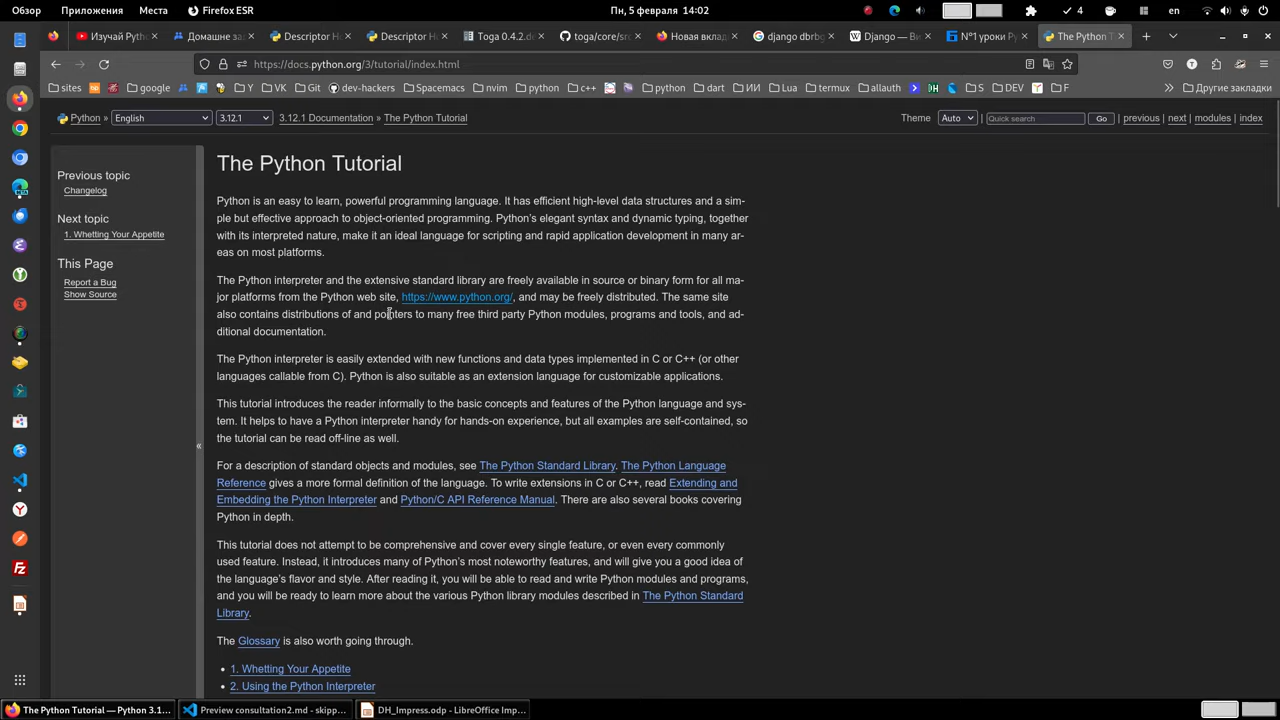 Обзор Приложения Места Firefox ESR Пн, 5 февраля 14:02 4 en
Изучай Pyth Домашне за Descriptor H Descriptor H Toga 0.4.2.de toga/core/src Новая вкла django dbrbg Django — Ви №1 уроки Py The Python T
https://docs.python.org/3/tutorial/index.html
sites google Y VK Git dev-hackers Spacemacs nvim python c++ python dart ИИ Lua termux allauth S DEV F Другие закладки
Python » English 3.12.1 3.12.1 Documentation » The Python Tutorial Theme Auto | Quick search Go | previous | next | modules | index
Previous topic
Changelog
Next topic
1. Whetting Your Appetite
This Page
Report a Bug
Show Source
«
The Python Tutorial
Python is an easy to learn, powerful programming language. It has efficient high-level data structures and a sim-
ple but effective approach to object-oriented programming. Python's elegant syntax and dynamic typing, together
with its interpreted nature, make it an ideal language for scripting and rapid application development in many ar-
eas on most platforms.
The Python interpreter and the extensive standard library are freely available in source or binary form for all ma-
jor platforms from the Python web site, https://www.python.org/, and may be freely distributed. The same site
also contains distributions of and pointers to many free third party Python modules, programs and tools, and ad-
ditional documentation.
The Python interpreter is easily extended with new functions and data types implemented in C or C++ (or other
languages callable from C). Python is also suitable as an extension language for customizable applications.
This tutorial introduces the reader informally to the basic concepts and features of the Python language and sys-
tem. It helps to have a Python interpreter handy for hands-on experience, but all examples are self-contained, so
the tutorial can be read off-line as well.
For a description of standard objects and modules, see The Python Standard Library. The Python Language
Reference gives a more formal definition of the language. To write extensions in C or C++, read Extending and
Embedding the Python Interpreter and Python/C API Reference Manual. There are also several books covering
Python in depth.
This tutorial does not attempt to be comprehensive and cover every single feature, or even every commonly
used feature. Instead, it introduces many of Python's most noteworthy features, and will give you a good idea of
the language's flavor and style. After reading it, you will be able to read and write Python modules and programs,
and you will be ready to learn more about the various Python library modules described in The Python Standard
Library.
The Glossary is also worth going through.
• 1. Whetting Your Appetite
• 2. Using the Python Interpreter
The Python Tutorial — Python 3.1... Preview consultation2.md - skipp... DH_Impress.odp - LibreOffice Imp...